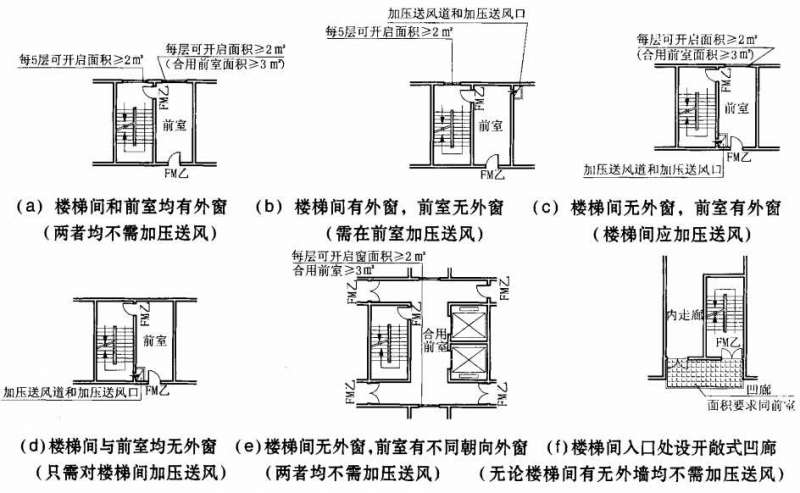 每5层可开启面积≥2㎡
每层可开启面积≥2㎡
(合用前室面积≥3㎡)
FM乙
前室
FM乙
(a) 楼梯间和前室均有外窗
(两者均不需加压送风)
加压送风道和加压送风口
每5层可开启面积≥2㎡
FM乙
前室
FM乙
(b) 楼梯间有外窗，前室无外窗
(需在前室加压送风)
每层可开启面积≥2㎡
(合用前室面积≥3㎡)
FM乙
前室
FM乙
加压送风道和加压送风口
(c) 楼梯间无外窗，前室有外窗
(楼梯间应加压送风)
FM乙
前室
加压送风道和加压送风口
FM乙
(d)楼梯间与前室均无外窗
(只需对楼梯间加压送风)
每层可开启窗面积≥2㎡
合用前室≥3㎡
FM乙
FM乙
FM乙
合用
前室
FM乙
FM乙
(e)楼梯间无外窗,前室有不同朝向外窗
(两者均不需加压送风)
内走廊
FM乙
凹廊
面积要求同前室
(f)楼梯间入口处设开敞式凹廊
(无论楼梯间有无外墙均不需加压送风)